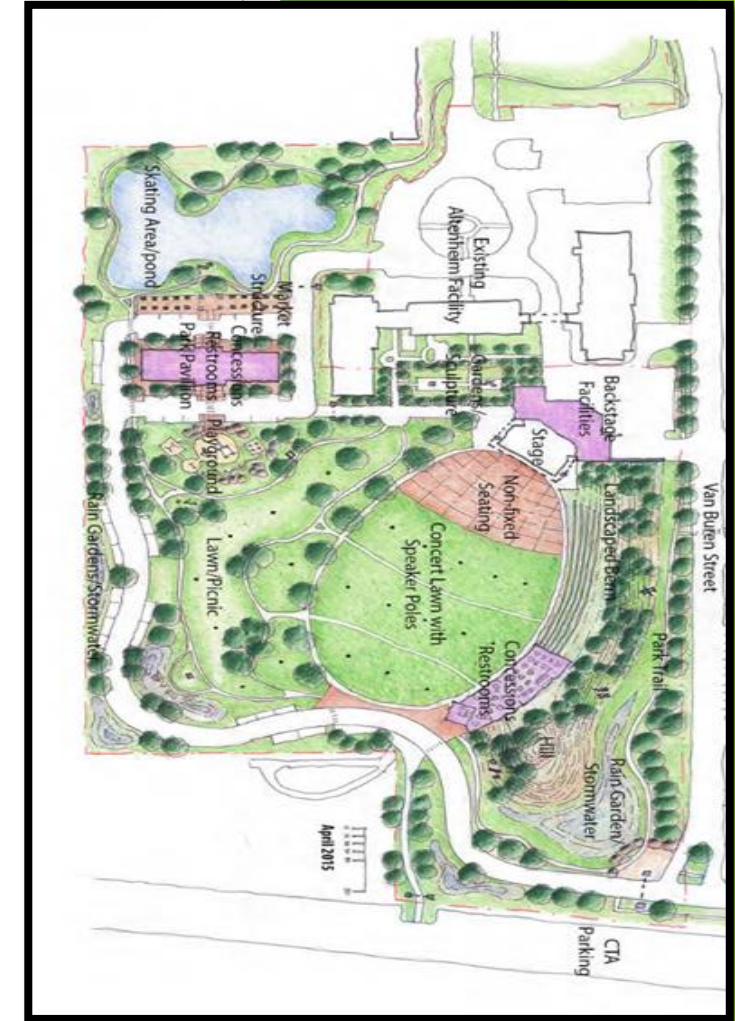 Van Buren Street
Backstage
Facilities
Stage
Landscaped Berm
Park Trail
Rain Garden/
Stormwater
Hill
CTA
Parking
Existing
Altenheim Facility
Gardens/
Sculpture
Non-fixed
Seating
Concert Lawn with
Speaker Poles
Concessions
Restrooms
Market
Structure
Concessions
Restrooms
Park Pavilion
Playground
Lawn/Picnic
Skating Area/pond
Rain Gardens/Stormwater
April 2015